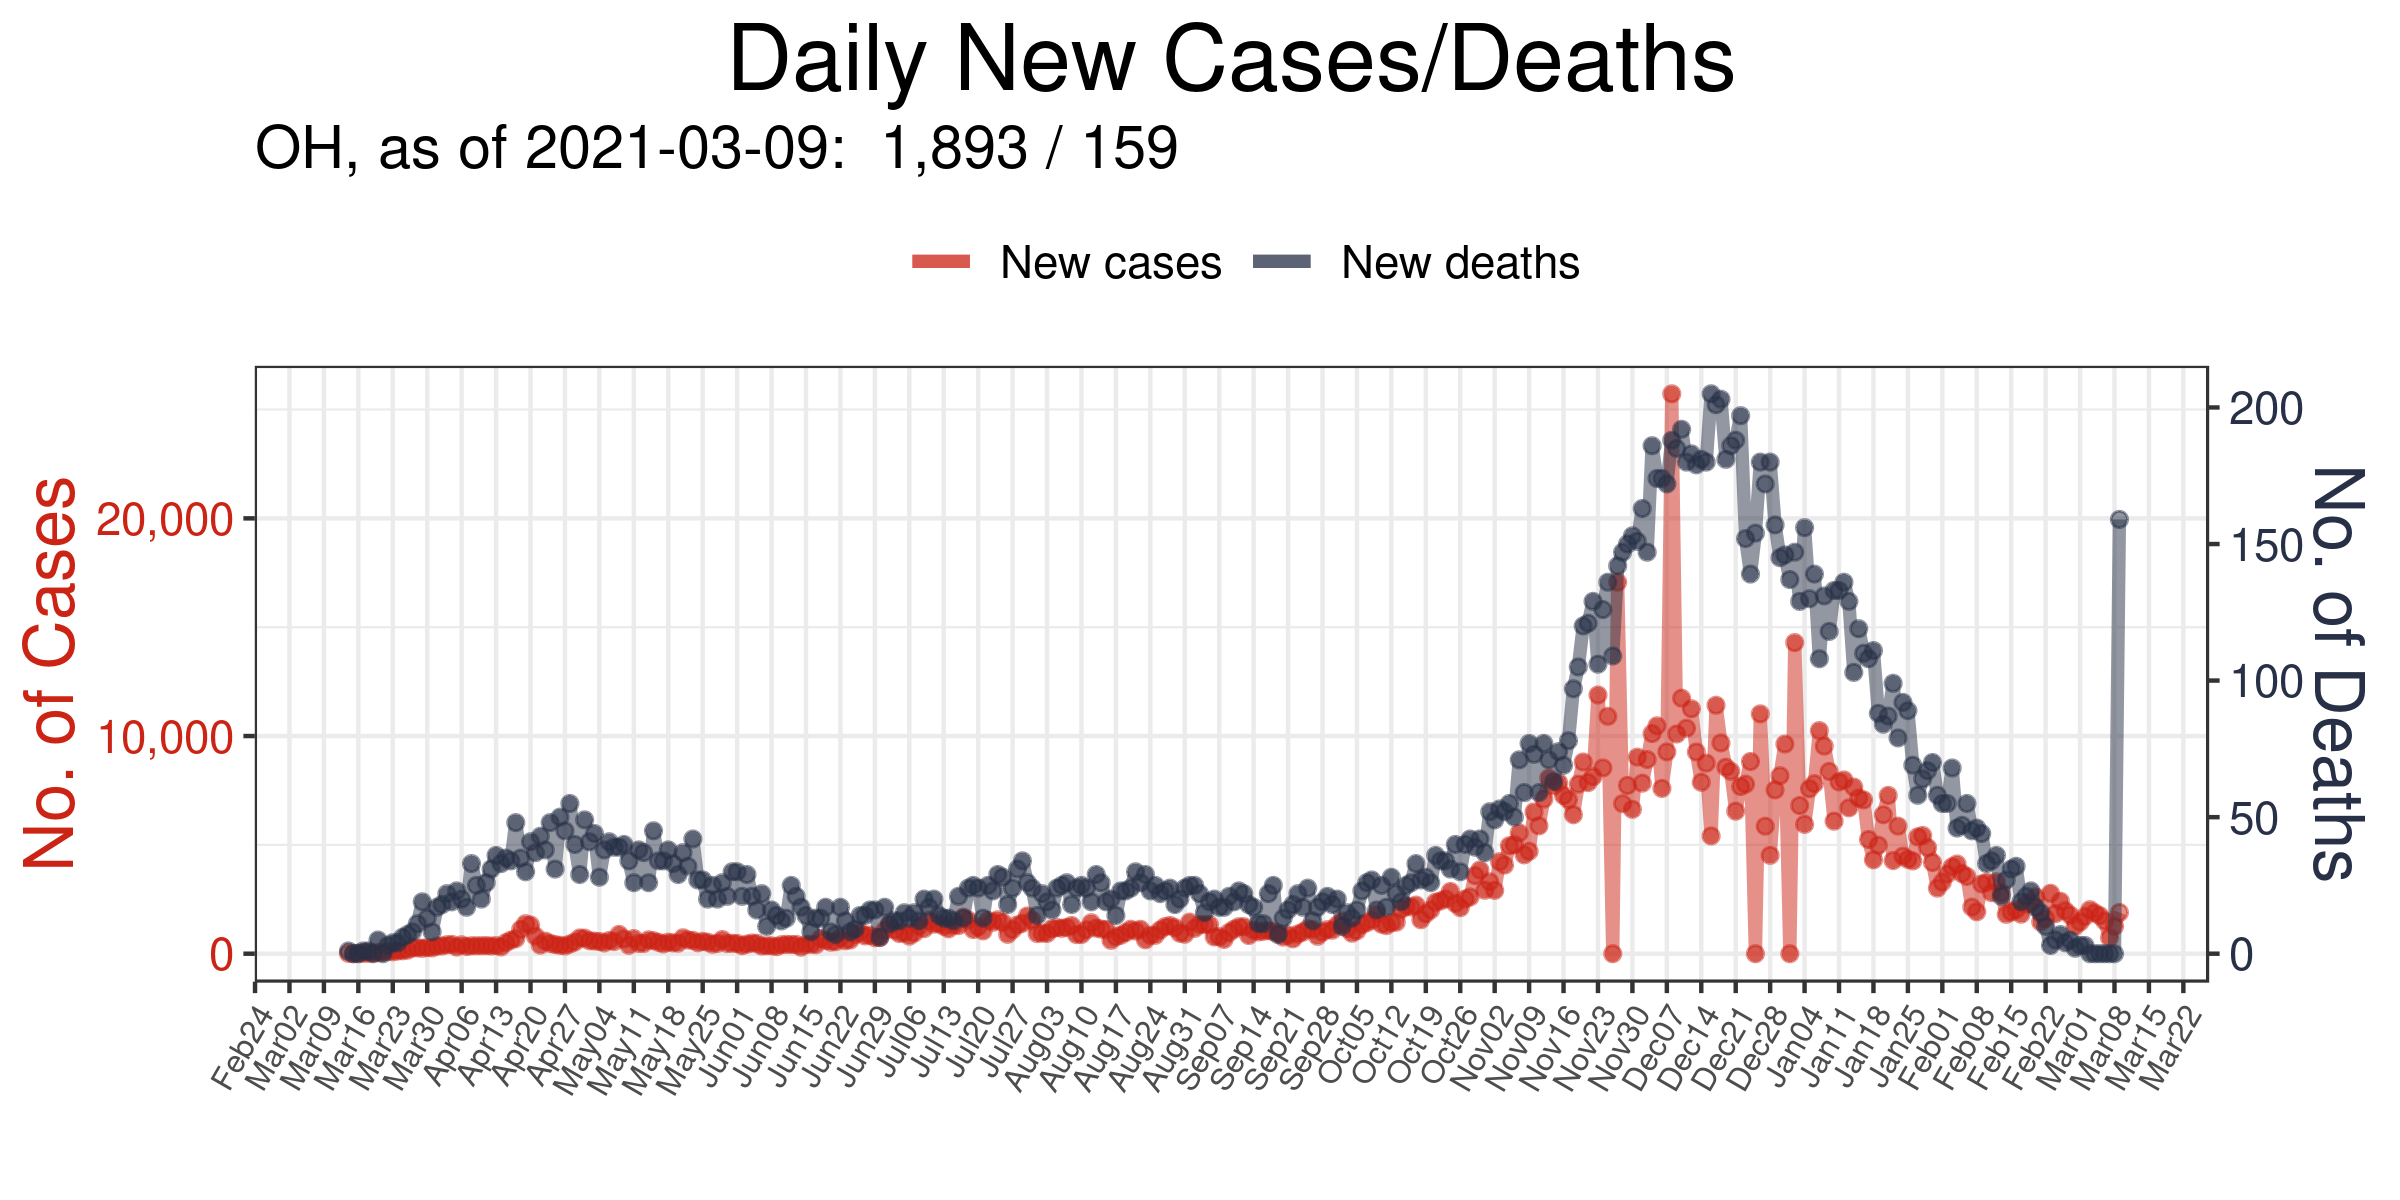 Daily New Cases/Deaths
OH, as of 2021-03-09:  1,893 / 159
New cases
New deaths
No. of Cases
20,000
10,000
0
200
150
100
50
0
No. of Deaths
Feb24
Mar02
Mar09
Mar16
Mar23
Mar30
Apr06
Apr13
Apr20
Apr27
May04
May11
May18
May25
Jun01
Jun08
Jun15
Jun22
Jun29
Jul06
Jul13
Jul20
Jul27
Aug03
Aug10
Aug17
Aug24
Aug31
Sep07
Sep14
Sep21
Sep28
Oct05
Oct12
Oct19
Oct26
Nov02
Nov09
Nov16
Nov23
Nov30
Dec07
Dec14
Dec21
Dec28
Jan04
Jan11
Jan18
Jan25
Feb01
Feb08
Feb15
Feb22
Mar01
Mar08
Mar15
Mar22